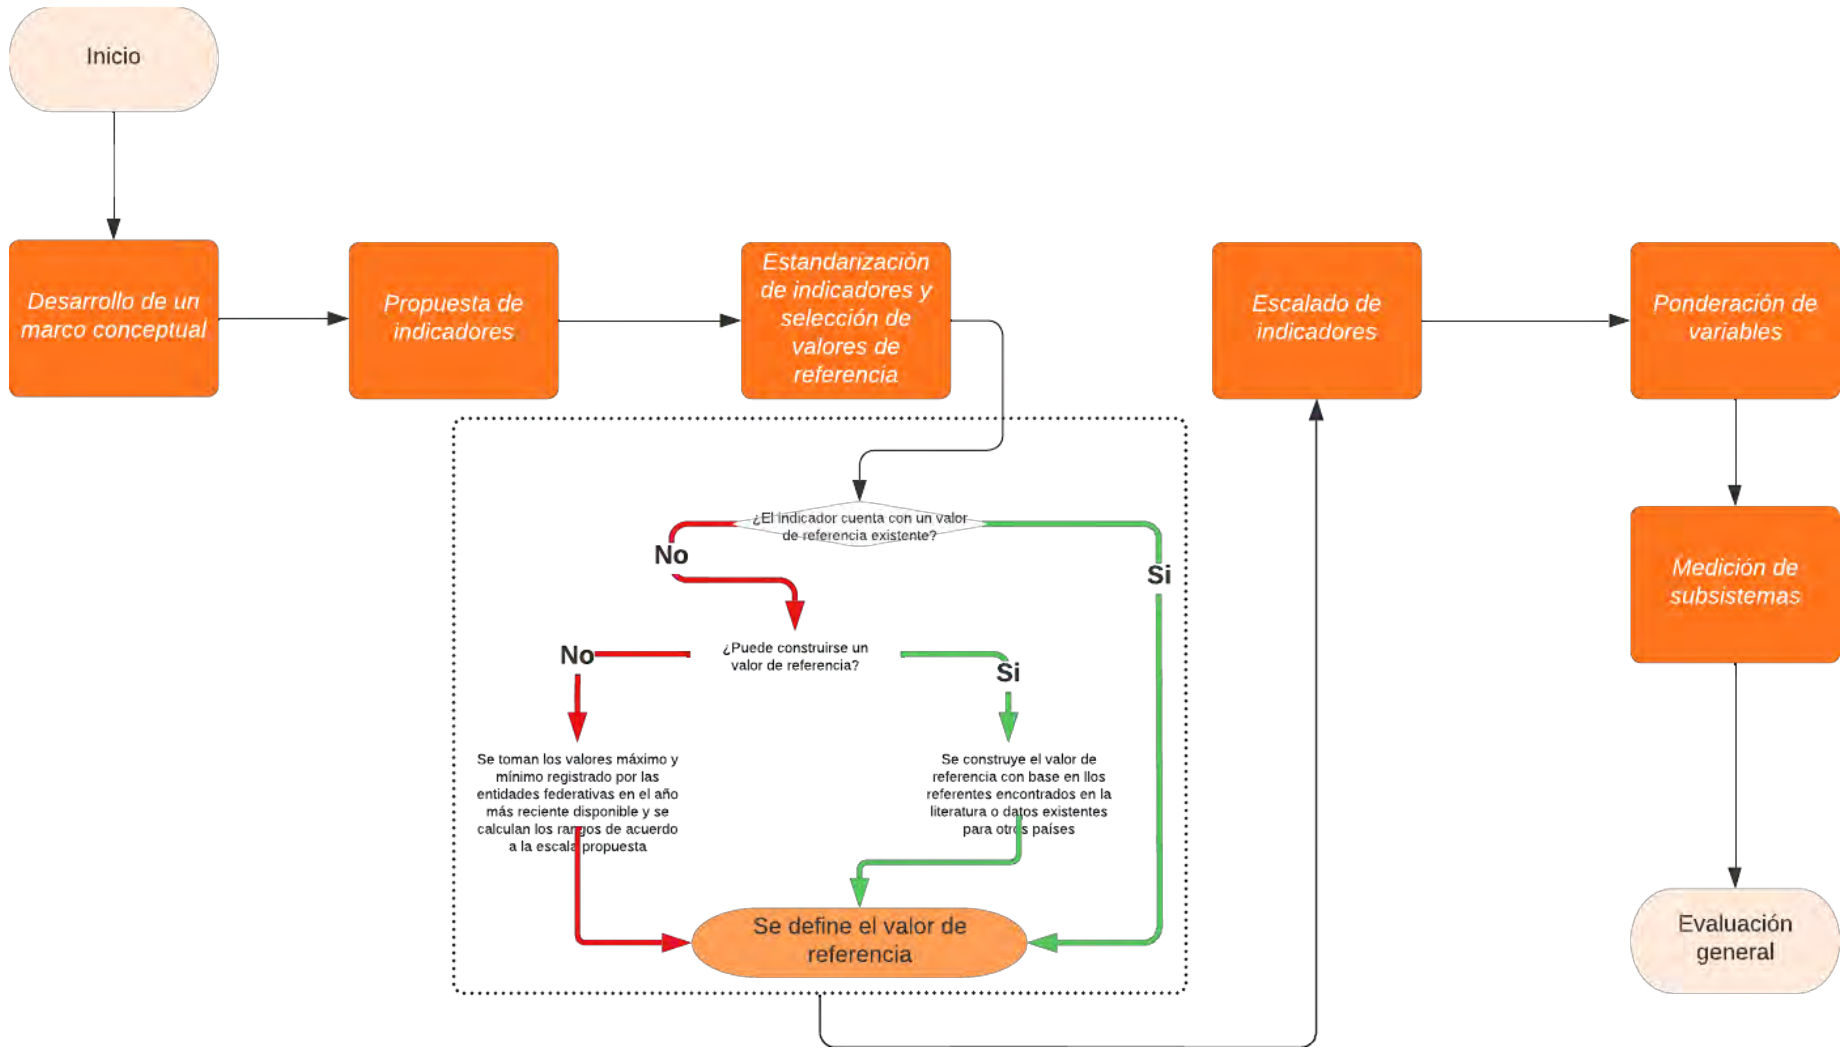 Inicio
Desarrollo de un
marco conceptual
Propuesta de
indicadores
Estandarización
de indicadores y
selección de
valores de
referencia
¿El indicador cuenta con un valor
de referencia existente?
No
Si
¿Puede construirse un
valor de referencia?
No
Si
Se toman los valores máximo y
mínimo registrado por las
entidades federativas en el año
más reciente disponible y se
calculan los rangos de acuerdo
a la escala propuesta
Se construye el valor de
referencia con base en llos
referentes encontrados en la
literatura o datos existentes
para otros países
Se define el valor de
referencia
Escalado de
indicadores
Ponderación de
variables
Medición de
subsistemas
Evaluación
general